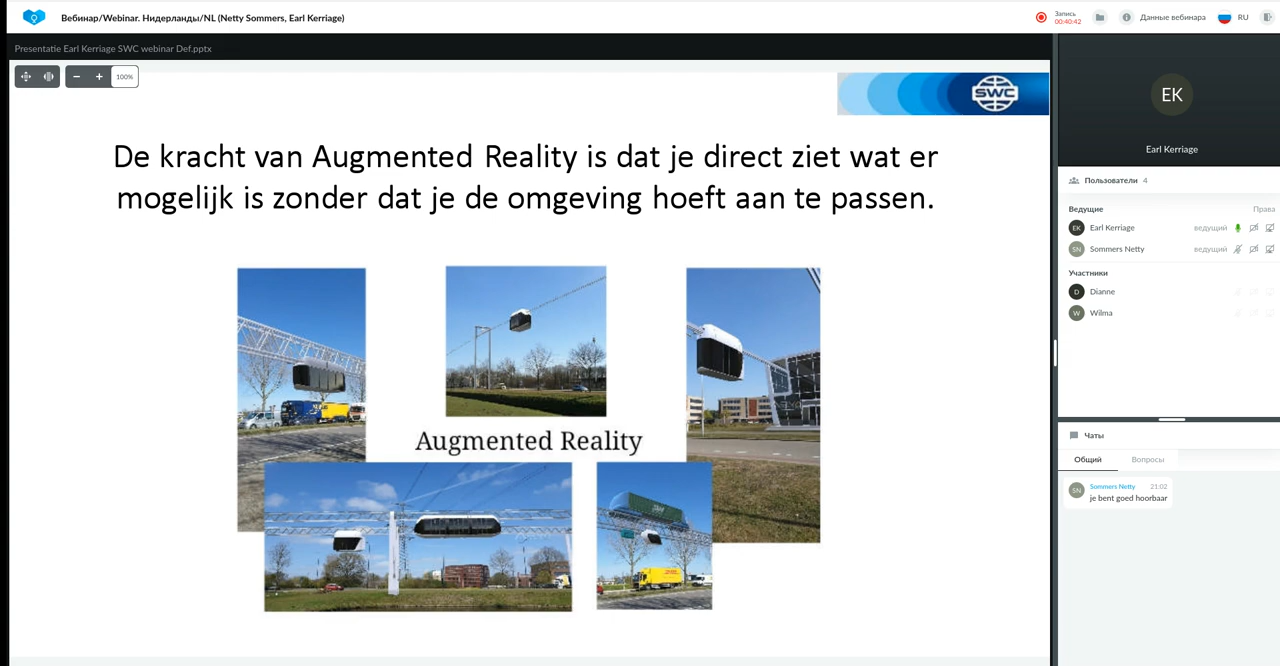 Вебинар/Webinar. Нидерланды/NL (Netty Sommers, Earl Kerriage)
Запись
00:40:42
Данные вебинара
RU
Presentatie Earl Kerriage SWC webinar Def.pptx
100%
SWC
EK
Earl Kerriage
De kracht van Augmented Reality is dat je direct ziet wat er
mogelijk is zonder dat je de omgeving hoeft aan te passen.
Augmented Reality
Пользователи 4
Ведущие Права
EK Earl Kerriage ведущий
SN Sommers Netty ведущий
Участники
D Dianne
W Wilma
Чаты
Общий Вопросы
SN Sommers Netty 21:02
je bent goed hoorbaar